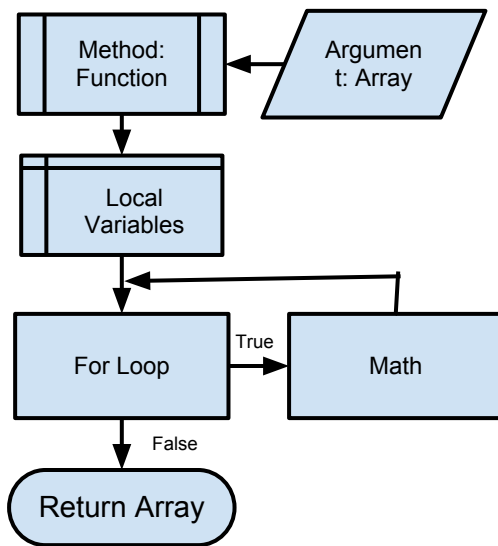 Method:
Function
Argumen
t: Array
Local
Variables
For Loop
True
Math
False
Return Array